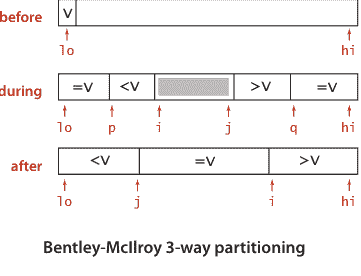 before
v
lo
hi
during
=v
<v
>v
=v
lo
p
i
j
q
hi
after
<v
=v
>v
lo
j
i
hi
Bentley-McIlroy 3-way partitioning